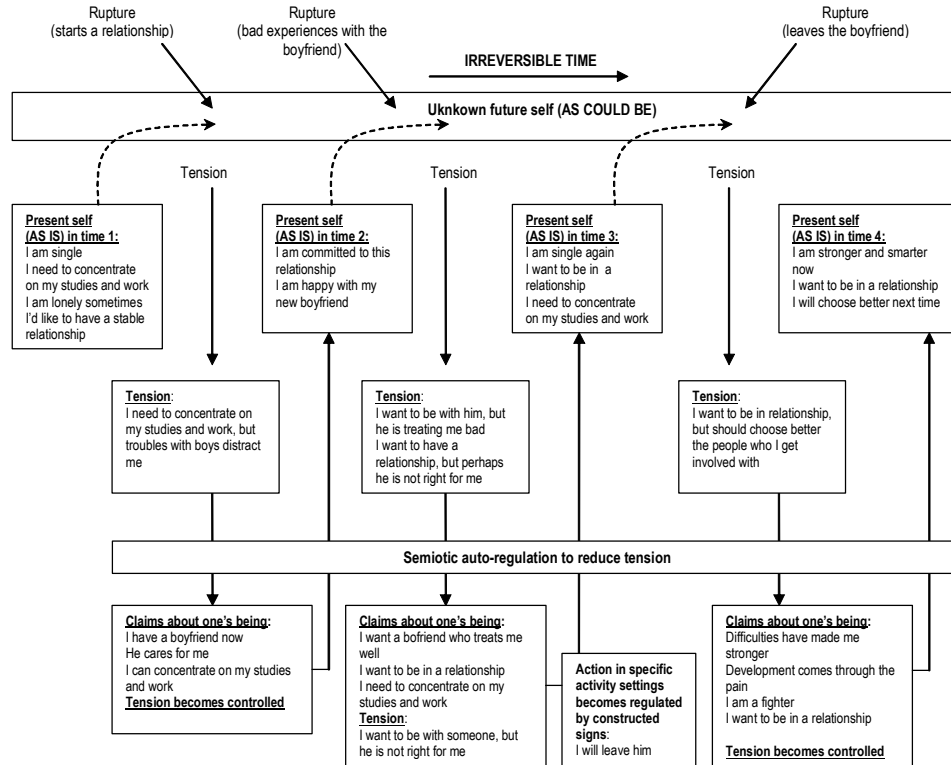 Rupture
(starts a relationship)
Rupture
(bad experiences with the
boyfriend)
Rupture
(leaves the boyfriend)
IRREVERSIBLE TIME
Uknkown future self (AS COULD BE)
Tension
Tension
Tension
Present self
(AS IS) in time 1:
I am single
I need to concentrate
on my studies and work
I am lonely sometimes
I'd like to have a stable
relationship
Present self
(AS IS) in time 2:
I am committed to this
relationship
I am happy with my
new boyfriend
Present self
(AS IS) in time 3:
I am single again
I want to be in a
relationship
I need to concentrate
on my studies and work
Present self
(AS IS) in time 4:
I am stronger and smarter
now
I want to be in a relationship
I will choose better next time
Tension:
I need to concentrate on
my studies and work, but
troubles with boys distract
me
Tension:
I want to be with him, but
he is treating me bad
I want to have a
relationship, but perhaps
he is not right for me
Tension:
I want to be in relationship,
but should choose better
the people who I get
involved with
Semiotic auto-regulation to reduce tension
Claims about one's being:
I have a boyfriend now
He cares for me
I can concentrate on my studies
and work
Tension becomes controlled
Claims about one's being:
I want a bofriend who treats me
well
I want to be in a relationship
I need to concentrate on my
studies and work
Tension:
I want to be with someone, but
he is not right for me
Action in specific
activity settings
becomes regulated
by constructed
signs:
I will leave him
Claims about one's being:
Difficulties have made me
stronger
Development comes through the
pain
I am a fighter
I want to be in a relationship
Tension becomes controlled